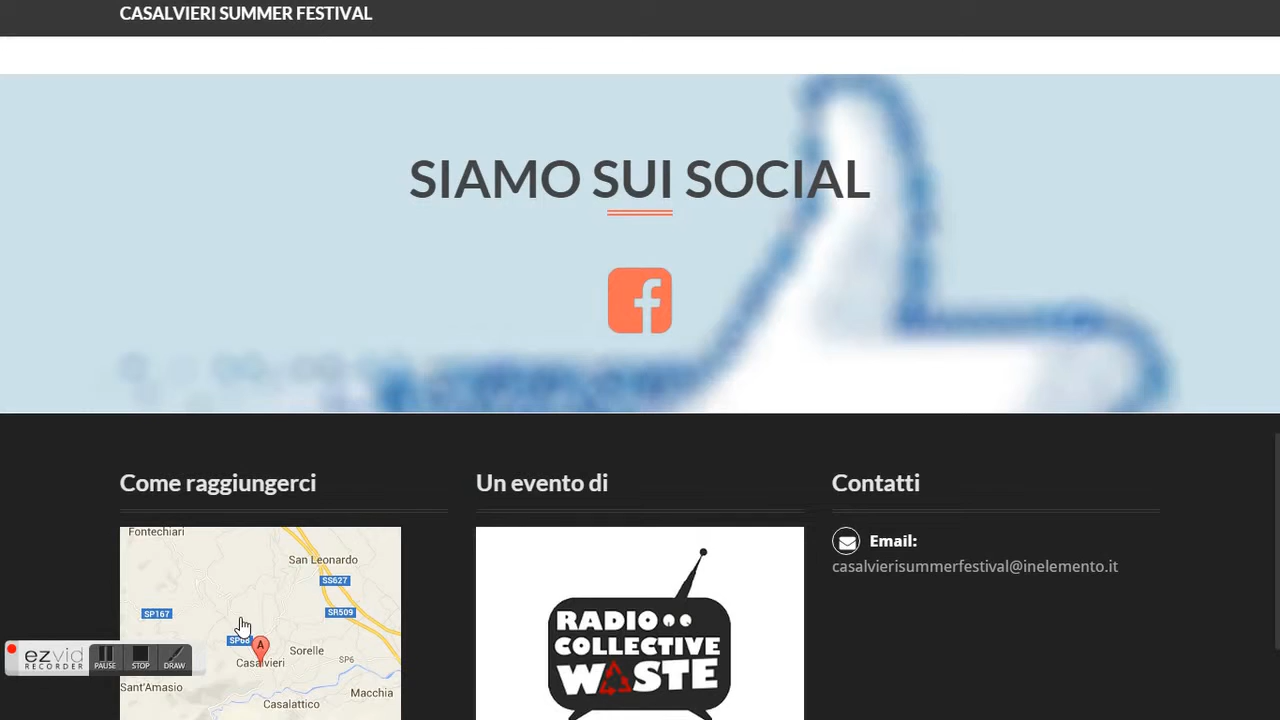 CASALVIERI SUMMER FESTIVAL
SIAMO SUI SOCIAL
Come raggiungerci
Un evento di
Contatti
Fontechiari
San Leonardo
SS627
SP167
SR509
SP68
A
Sorelle
SP6
Casalvieri
Sant'Amasio
Macchia
Casalattico
RADIO
COLLECTIVE
WASTE
Email:
casalvierisummerfestival@inelemento.it
ezvid
RECORDER
PAUSE
STOP
DRAW